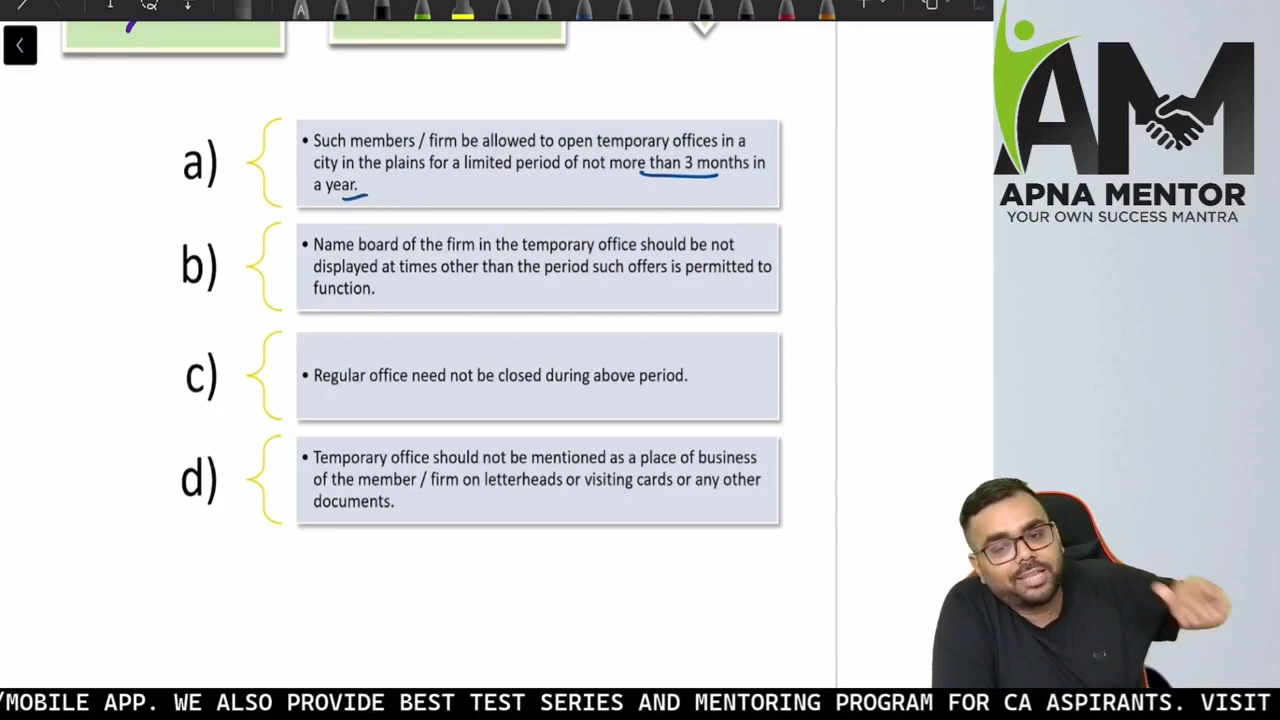 a)
• Such members / firm be allowed to open temporary offices in a
city in the plains for a limited period of not more than 3 months in
a year.
b)
• Name board of the firm in the temporary office should be not
displayed at times other than the period such offers is permitted to
function.
c)
• Regular office need not be closed during above period.
d)
• Temporary office should not be mentioned as a place of business
of the member / firm on letterheads or visiting cards or any other
documents.
AM
APNA MENTOR
YOUR OWN SUCCESS MANTRA
/MOBILE APP. WE ALSO PROVIDE BEST TEST SERIES AND MENTORING PROGRAM FOR CA ASPIRANTS. VISIT